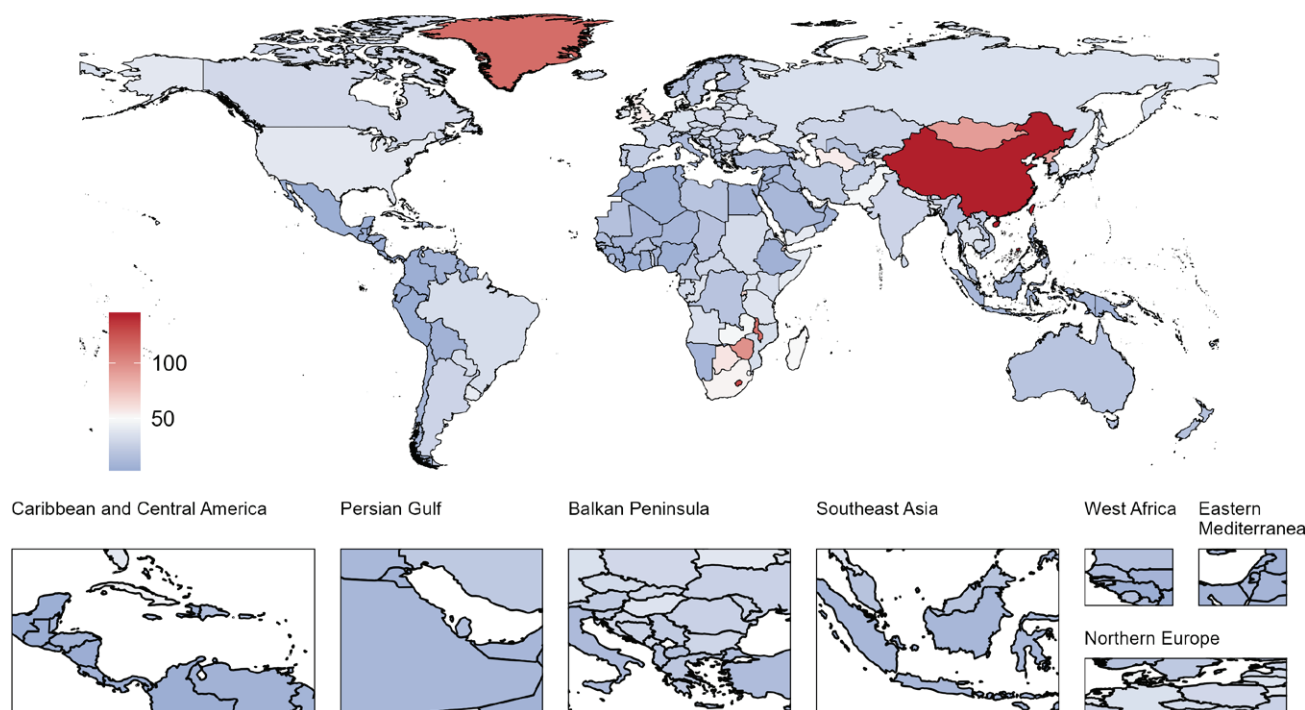 100
50
Caribbean and Central America
Persian Gulf
Balkan Peninsula
Southeast Asia
West Africa
Eastern
Mediterranea
Northern Europe